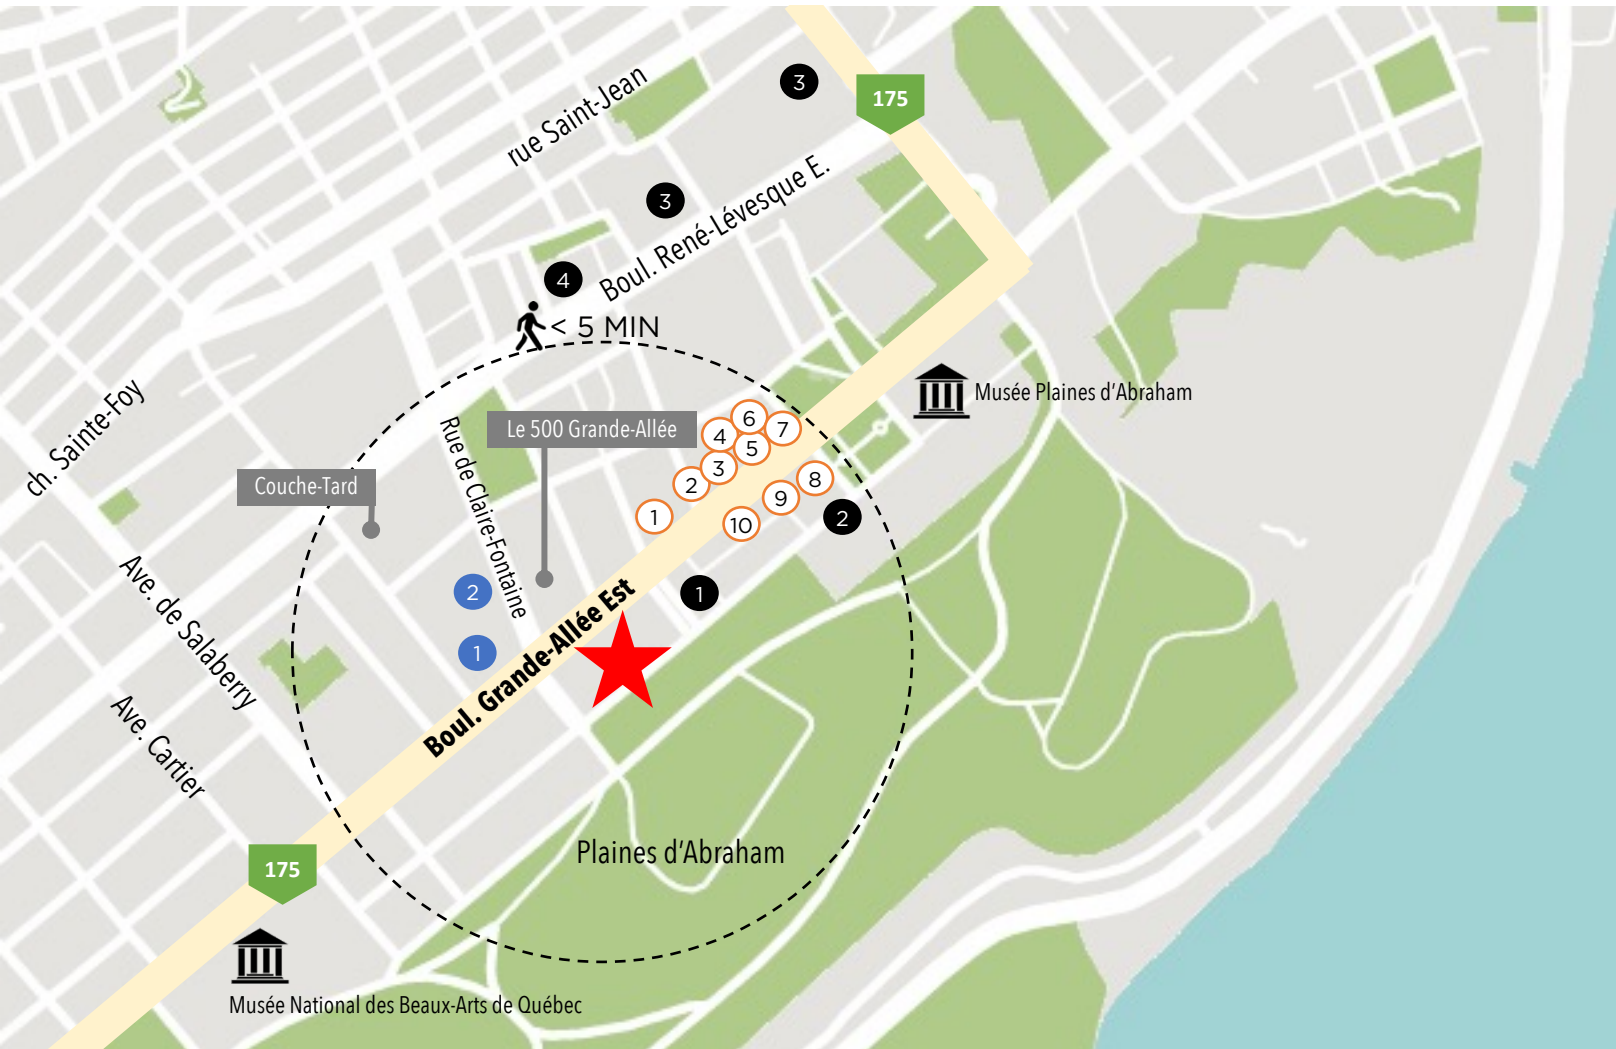 3
175
rue Saint-Jean
3
Boul. René-Lévesque E.
4
< 5 MIN
Musée Plaines d'Abraham
ch. Sainte-Foy
Rue de Claire-Fontaine
Le 500 Grande-Allée
6
4
7
5
3
2
8
9
1
10
2
Couche-Tard
Ave. de Salaberry
2
1
1
Boul. Grande-Allée Est
Ave. Cartier
Plaines d'Abraham
175
Musée National des Beaux-Arts de Québec